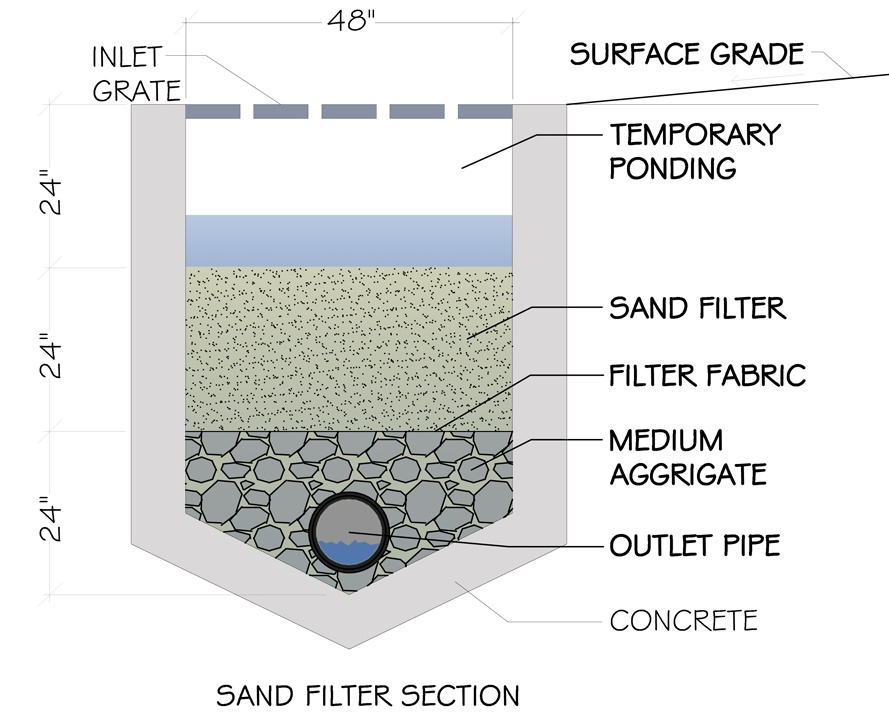 48"
INLET
GRATE
SURFACE GRADE
TEMPORARY
PONDING
24"
SAND FILTER
24"
FILTER FABRIC
MEDIUM
AGGRIGATE
24"
OUTLET PIPE
CONCRETE
SAND FILTER SECTION